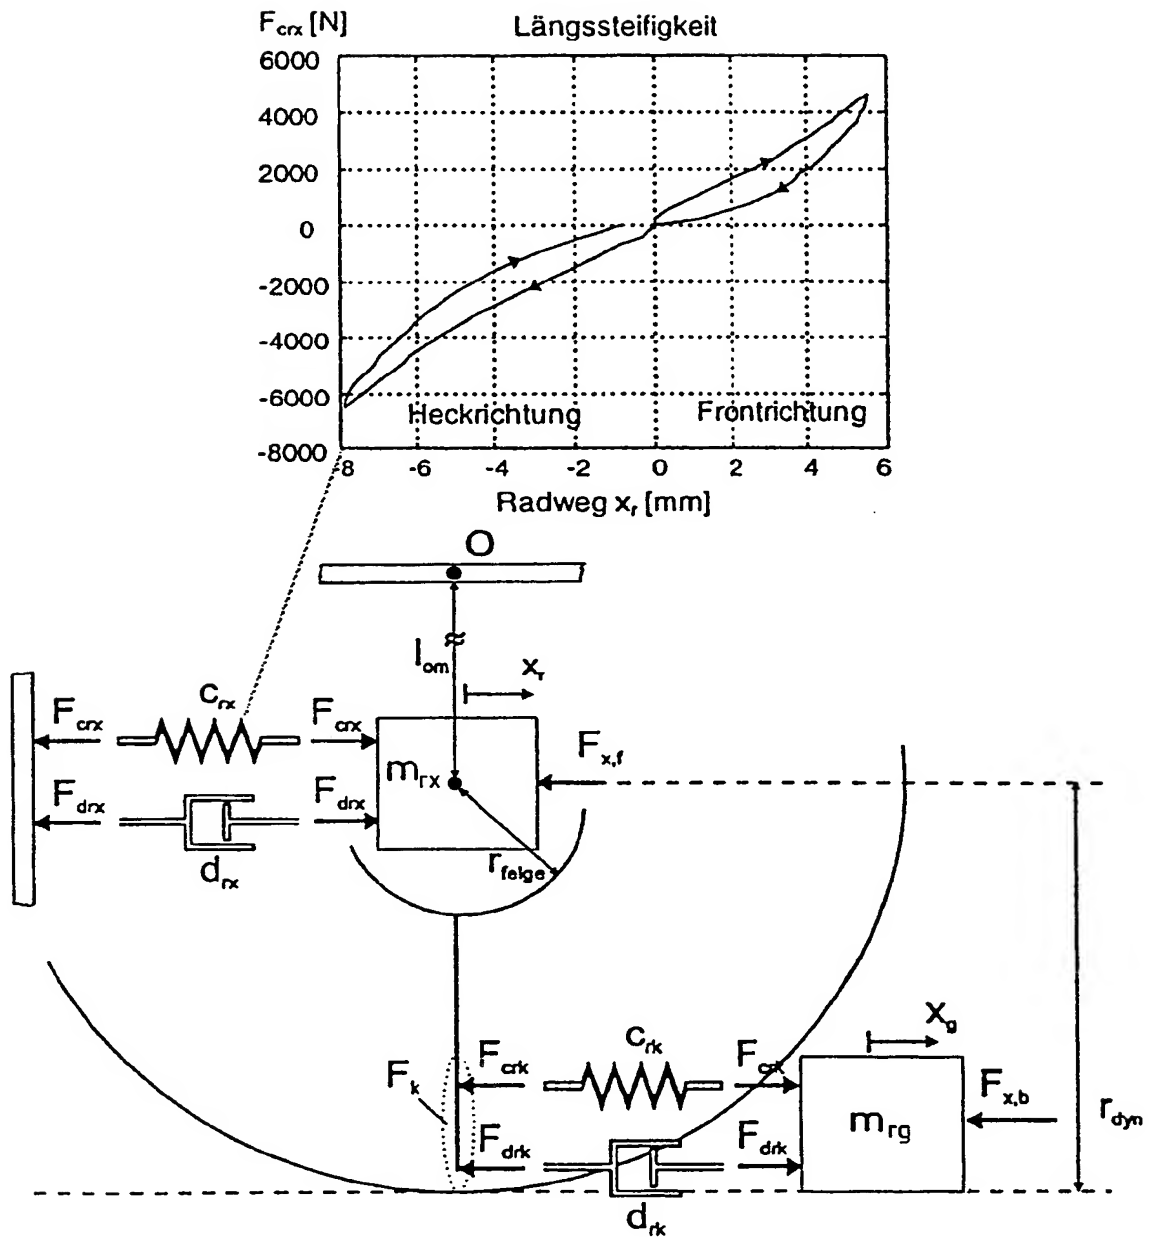 F_crx [N] Längssteifigkeit
6000
4000
2000
0
-2000
-4000
-6000
-8000
Heckrichtung Frontrichtung
-8 -6 -4 -2 0 2 4 6
Radweg x_r [mm]
O
l_om
x_r
c_rx
F_crx F_crx
F_x,f
m_rx
F_drx F_drx
d_rx
r_felge
x_g
c_rk
F_crk F_crk
F_k
F_x,b
m_rg
r_dyn
F_drk F_drk
d_rk